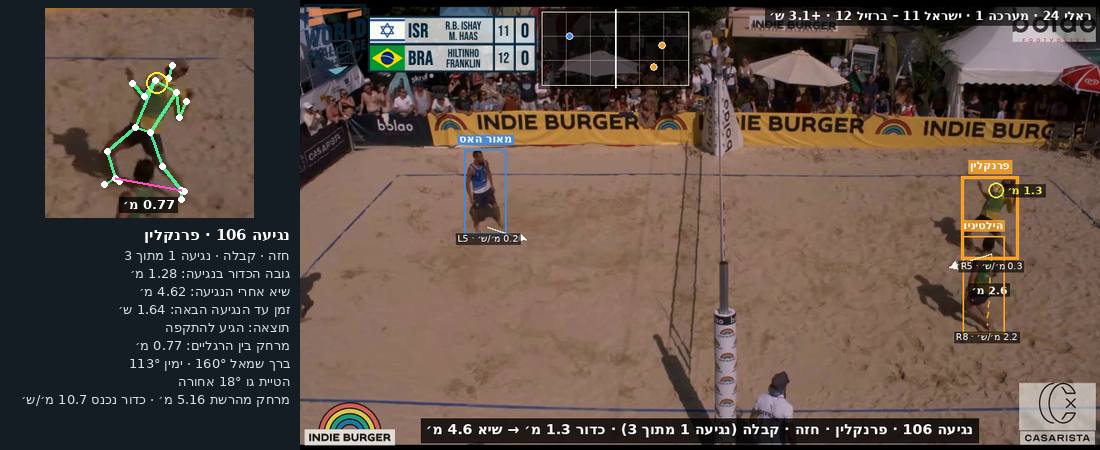 ראלי 24 · מערכה 1 · ישראל 11 – ברזיל 12 · +3.1 ש׳
WORLD
ISR R.B. ISHAY M. HAAS 11 0
BRA HILTINHO FRANKLIN 12 0
INDIE BURGER
bolao
FOOTVOLLEY
CASARISTA
bolao
INDIE BURGER
INDIE BURGER
מאור האס
L5 · 0.2 מ׳/ש׳
פרנקלין
1.3 מ׳
הילטיניו
R5 · 0.3 מ׳/ש׳
2.6 מ׳
R8 · 2.2 מ׳/ש׳
0.77 מ׳
נגיעה 106 · פרנקלין
חזה · קבלה · נגיעה 1 מתוך 3
גובה הכדור בנגיעה: 1.28 מ׳
שיא אחרי הנגיעה: 4.62 מ׳
זמן עד הנגיעה הבאה: 1.64 ש׳
תוצאה: הגיע להתקפה
מרחק בין הרגליים: 0.77 מ׳
ברך שמאל 160° · ימין 113°
הטיית גו 18° אחורה
מרחק מהרשת 5.16 מ׳ · כדור נכנס 10.7 מ׳/ש׳
INDIE BURGER
נגיעה 106 · פרנקלין · חזה · קבלה (נגיעה 1 מתוך 3) · כדור 1.3 מ׳ → שיא 4.6 מ׳
CASARISTA